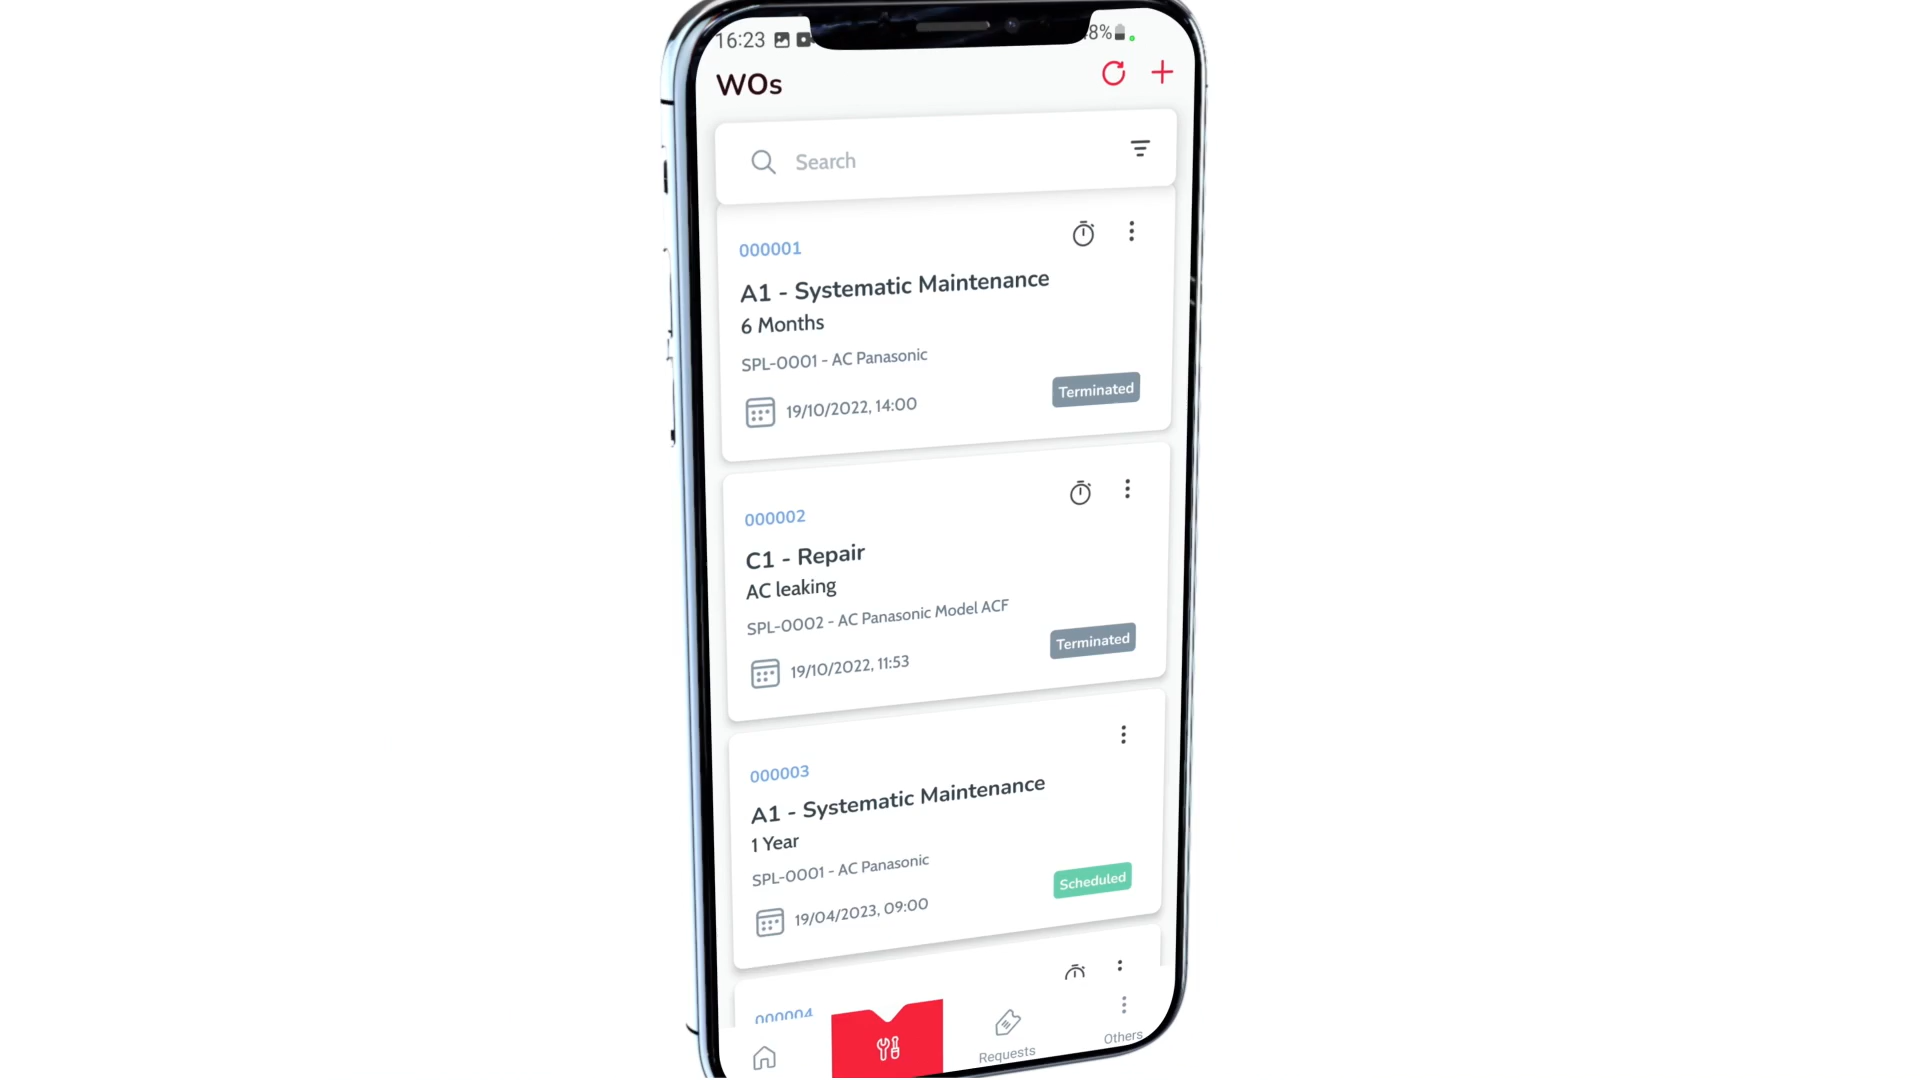 16:23
8%
WOs
Search
000001
A1 - Systematic Maintenance
6 Months
SPL-0001 - AC Panasonic
19/10/2022, 14:00
Terminated
000002
C1 - Repair
AC leaking
SPL-0002 - AC Panasonic Model ACF
19/10/2022, 11:53
Terminated
000003
A1 - Systematic Maintenance
1 Year
SPL-0001 - AC Panasonic
19/04/2023, 09:00
Scheduled
000004
Requests
Others